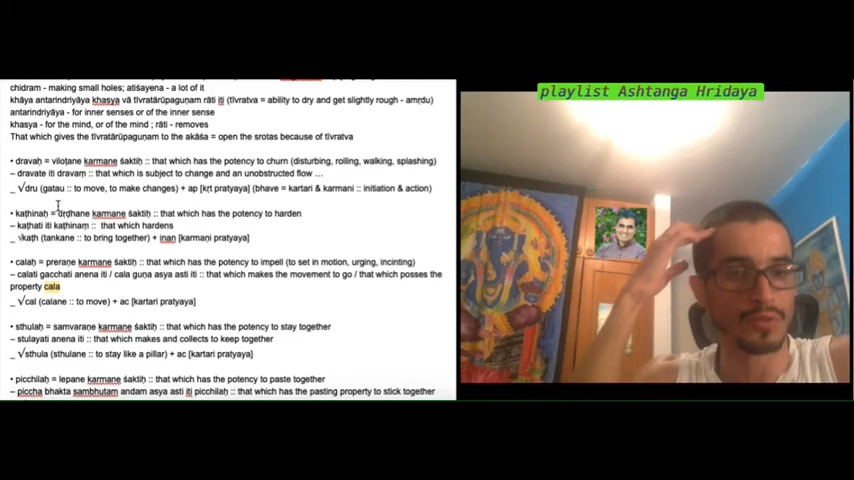 chidram - making small holes; atiśayena - a lot of it
khāya antarindriyāya khasya vā tīvratārūpaguṇam rāti iti (tīvratva = ability to dry and get slightly rough - amṛdu)
antarindriyāya - for inner senses or of the inner sense
khasya - for the mind, or of the mind ; rāti - removes
That which gives the tīvratārūpaguṇam to the akāśa = open the srotas because of tīvratva
• dravaḥ = viloṭane karmane śaktiḥ :: that which has the potency to churn (disturbing, rolling, walking, splashing)
– dravate iti dravaṃ :: that which is subject to change and an unobstructed flow ...
_ √dru (gatau :: to move, to make changes) + ap [kṛt pratyaya] (bhave = kartari & karmani :: initiation & action)
• kaṭhinaḥ = dṛḍhane karmane śaktiḥ :: that which has the potency to harden
– kaṭhati iti kaṭhinaṃ :: that which hardens
_ √kaṭh (tankane :: to bring together) + inan [karmaṇi pratyaya]
• calaḥ = preraṇe karmane śaktiḥ :: that which has the potency to impell (to set in motion, urging, incinting)
– calati gacchati anena iti / cala guṇa asya asti iti :: that which makes the movement to go / that which posses the
property cala
_ √cal (calane :: to move) + ac [kartari pratyaya]
• sthulaḥ = samvaraṇe karmane śaktiḥ :: that which has the potency to stay together
– stulayati anena iti :: that which makes and collects to keep together
_ √sthula (sthulane :: to stay like a pillar) + ac [kartari pratyaya]
• picchilaḥ = lepane karmane śaktiḥ :: that which has the potency to paste together
– piccha bhakta sambhutam andam asya asti iti picchilaḥ :: that which has the pasting property to stick together
playlist Ashtanga Hridaya